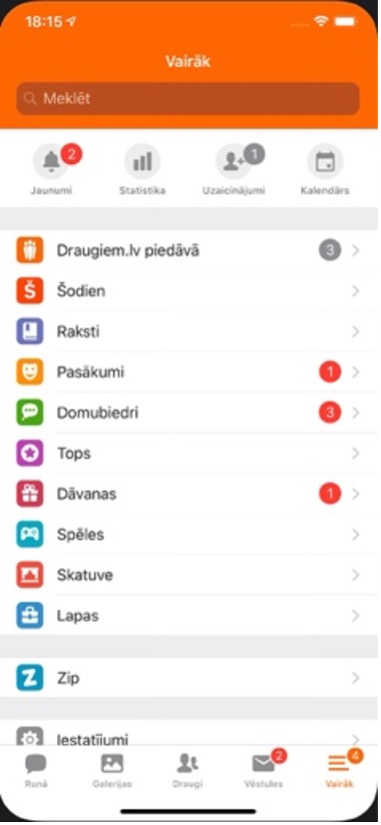 18:15
Vairāk
Meklēt
2
1
Jaunumi Statistika Uzaicinājumi Kalendārs
Draugiem.lv piedāvā 3
Š Šodien
Raksti
Pasākumi 1
Domubiedri 3
Tops
Dāvanas 1
Spēles
Skatuve
Lapas
Z Zip
Iestatījumi
2 4
Runā Galerijas Draugi Vēstules Vairāk